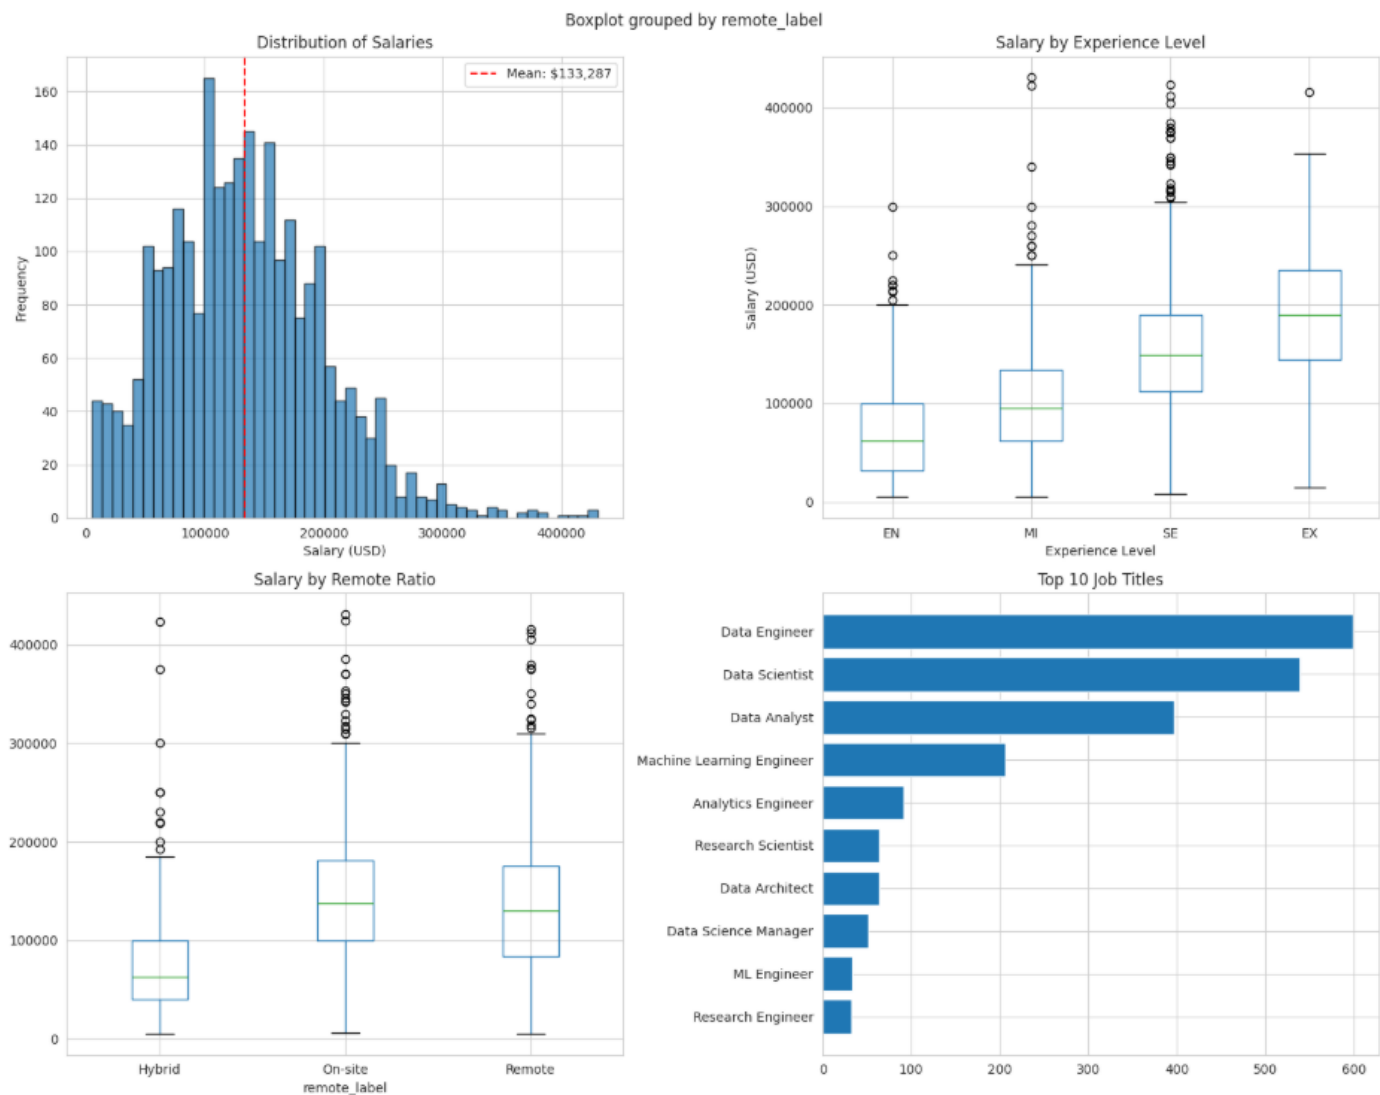 Boxplot grouped by remote_label
Distribution of Salaries
Mean: $133,287
160
140
120
100
80
60
40
20
0
Frequency
0 100000 200000 300000 400000
Salary (USD)
Salary by Experience Level
400000
300000
200000
100000
0
Salary (USD)
EN MI SE EX
Experience Level
Salary by Remote Ratio
400000
300000
200000
100000
0
Hybrid On-site Remote
remote_label
Top 10 Job Titles
Data Engineer
Data Scientist
Data Analyst
Machine Learning Engineer
Analytics Engineer
Research Scientist
Data Architect
Data Science Manager
ML Engineer
Research Engineer
0 100 200 300 400 500 600